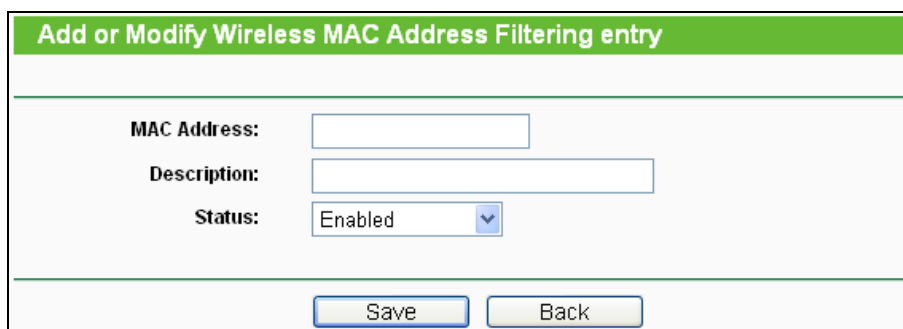 Add or Modify Wireless MAC Address Filtering entry
MAC Address:
Description:
Status: Enabled
Save Back